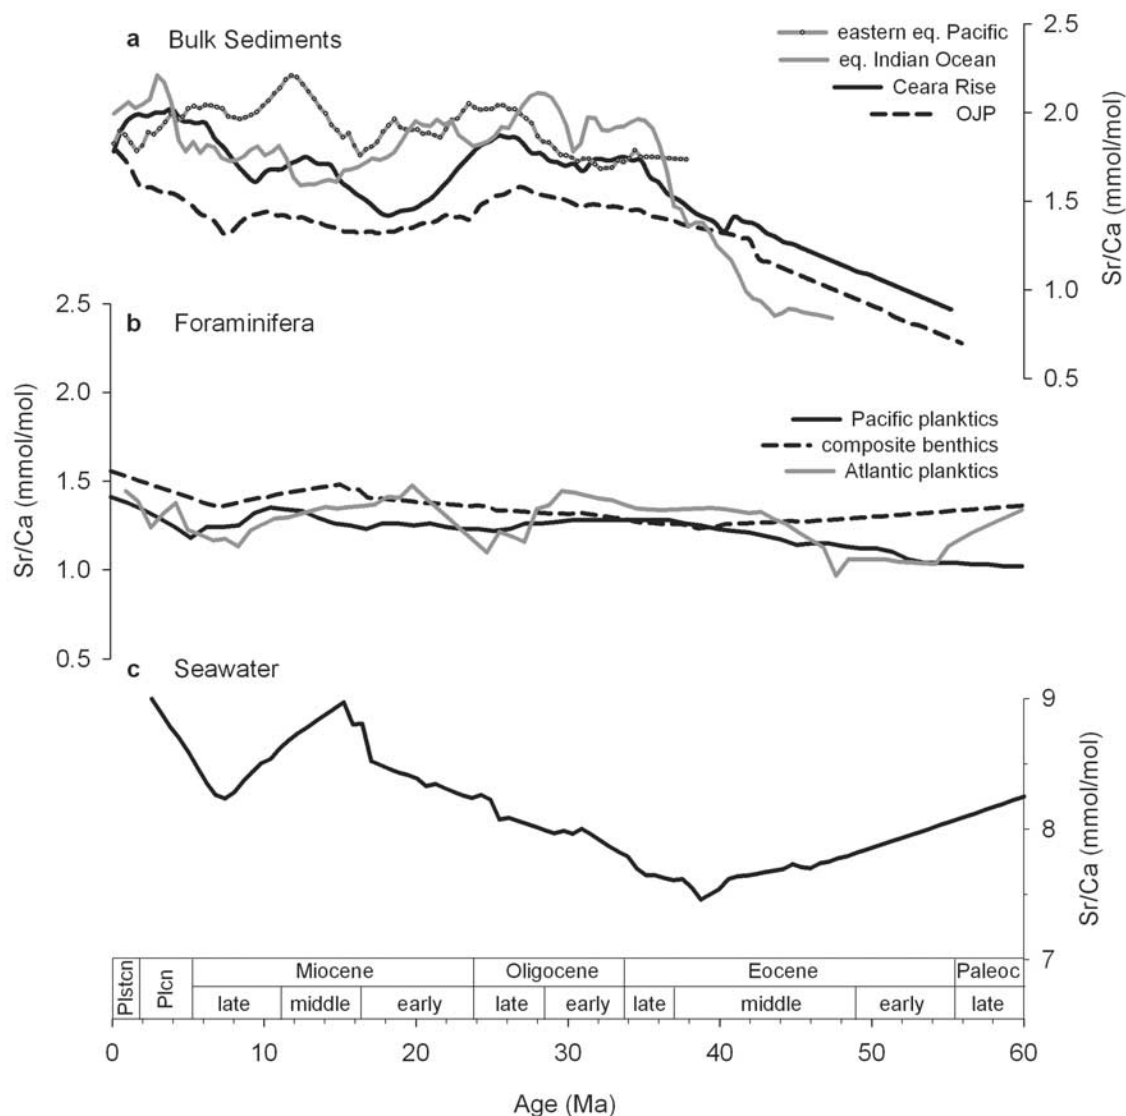 a Bulk Sediments
eastern eq. Pacific
eq. Indian Ocean
Ceara Rise
OJP
2.5
2.0
1.5
1.0
0.5
Sr/Ca (mmol/mol)
b Foraminifera
2.5
2.0
1.5
1.0
0.5
Sr/Ca (mmol/mol)
Pacific planktics
composite benthics
Atlantic planktics
c Seawater
9
8
7
Sr/Ca (mmol/mol)
Plstcn
Plcn
Miocene Oligocene Eocene Paleoc
late middle early late early late middle early late
0 10 20 30 40 50 60
Age (Ma)